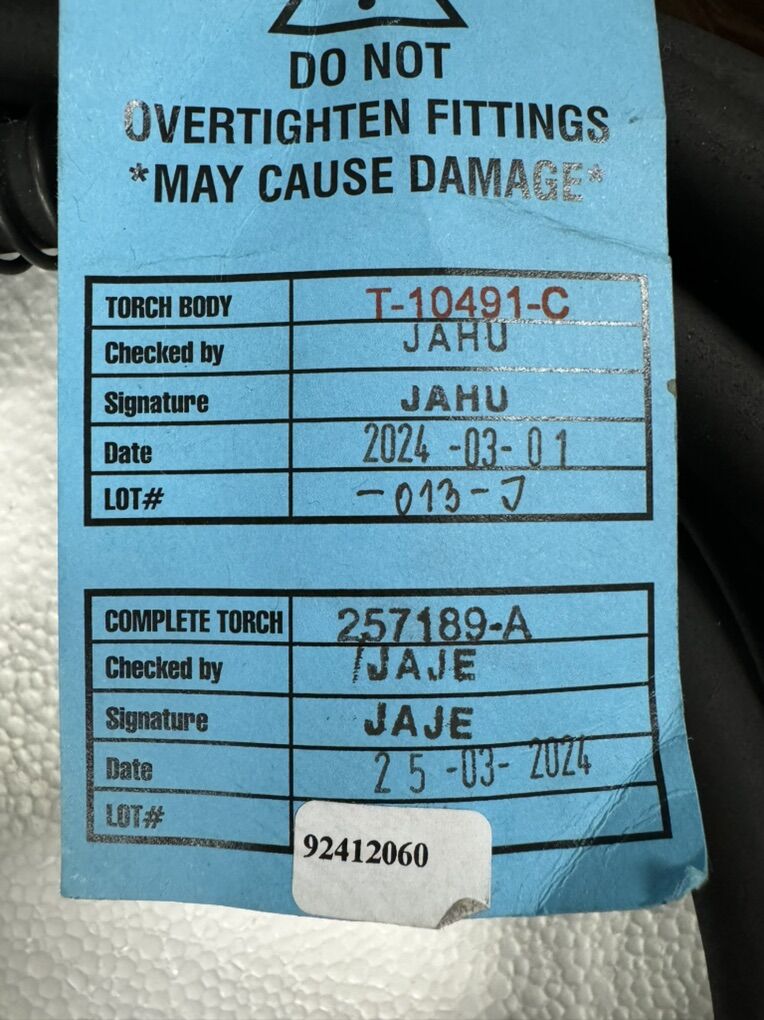 DO NOT
OVERTIGHTEN FITTINGS
*MAY CAUSE DAMAGE*
TORCH BODY T-10491-C
Checked by JAHU
Signature JAHU
Date 2024-03-01
LOT# -013-J
COMPLETE TORCH 257189-A
Checked by JAJE
Signature JAJE
Date 25-03-2024
LOT#
92412060